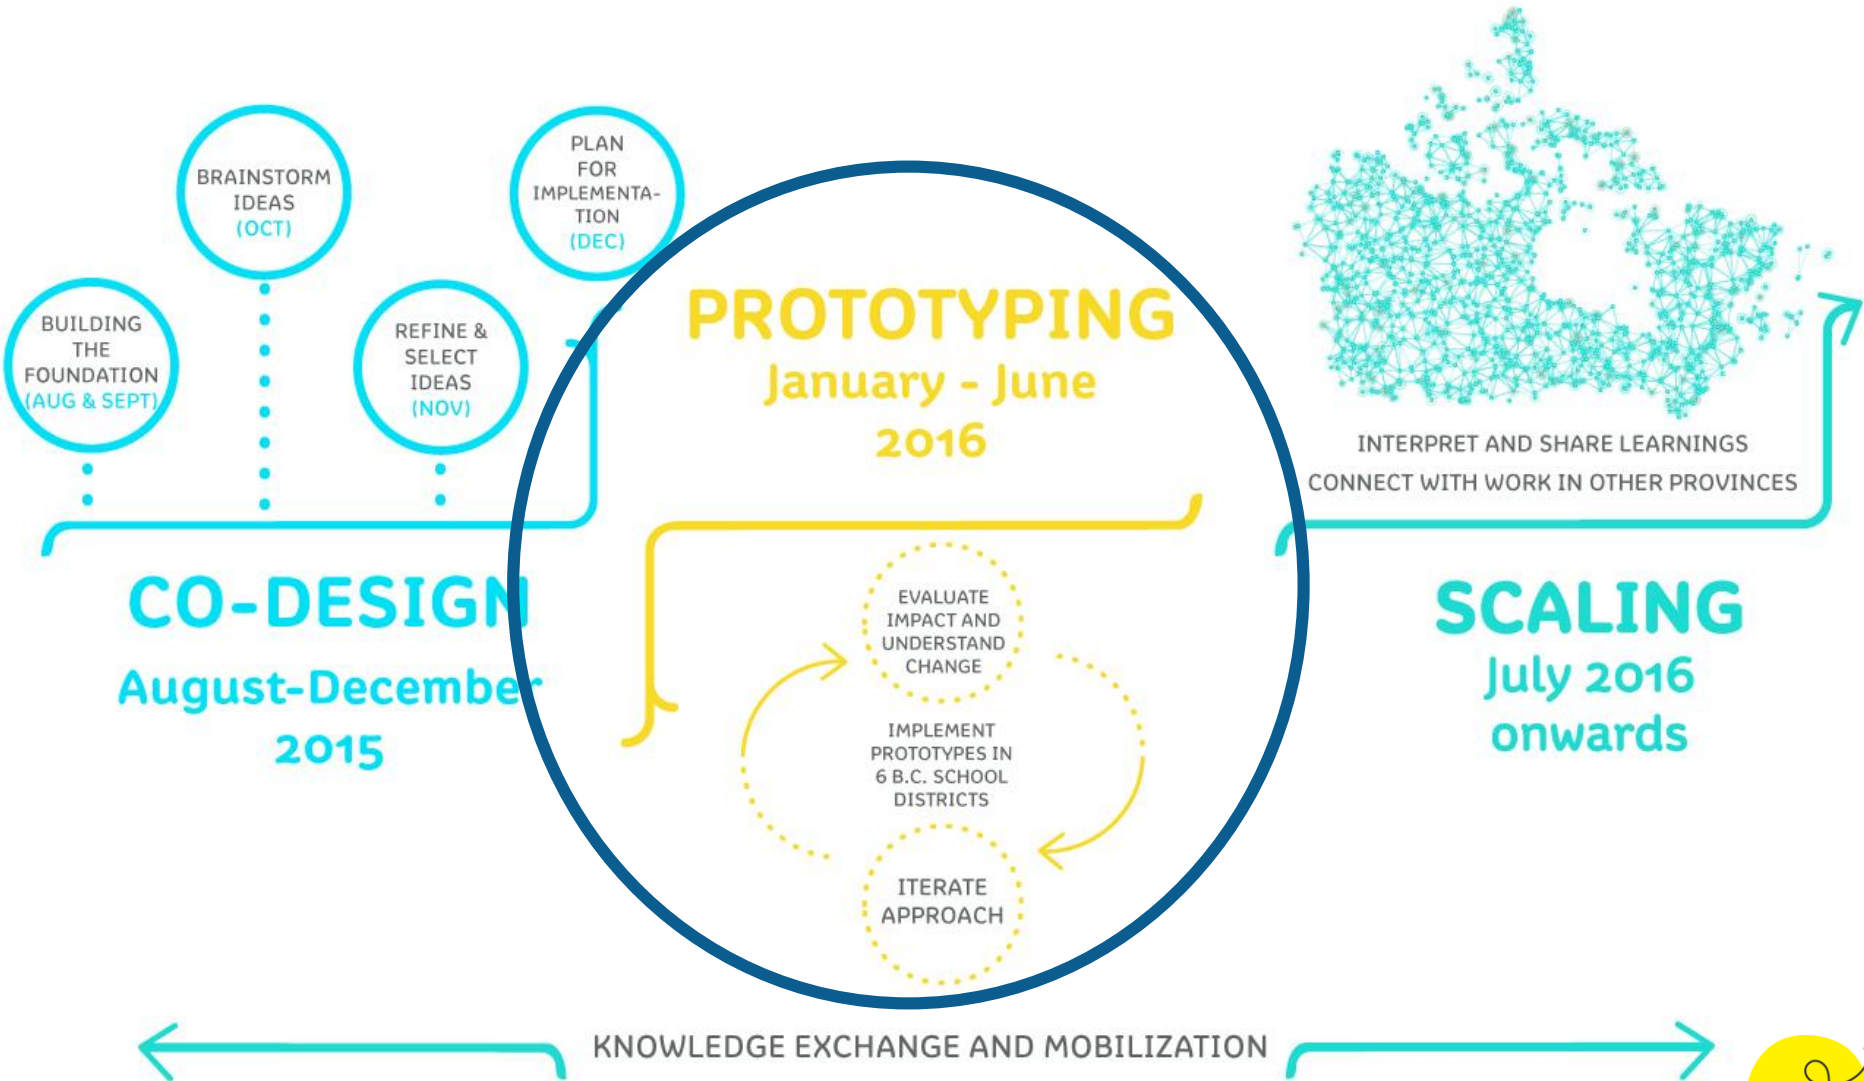 BUILDING
THE
FOUNDATION
(AUG & SEPT)
BRAINSTORM
IDEAS
(OCT)
REFINE &
SELECT
IDEAS
(NOV)
PLAN
FOR
IMPLEMENTA-
TION
(DEC)
CO-DESIGN
August-December
2015
PROTOTYPING
January - June
2016
EVALUATE
IMPACT AND
UNDERSTAND
CHANGE
IMPLEMENT
PROTOTYPES IN
6 B.C. SCHOOL
DISTRICTS
ITERATE
APPROACH
INTERPRET AND SHARE LEARNINGS
CONNECT WITH WORK IN OTHER PROVINCES
SCALING
July 2016
onwards
KNOWLEDGE EXCHANGE AND MOBILIZATION